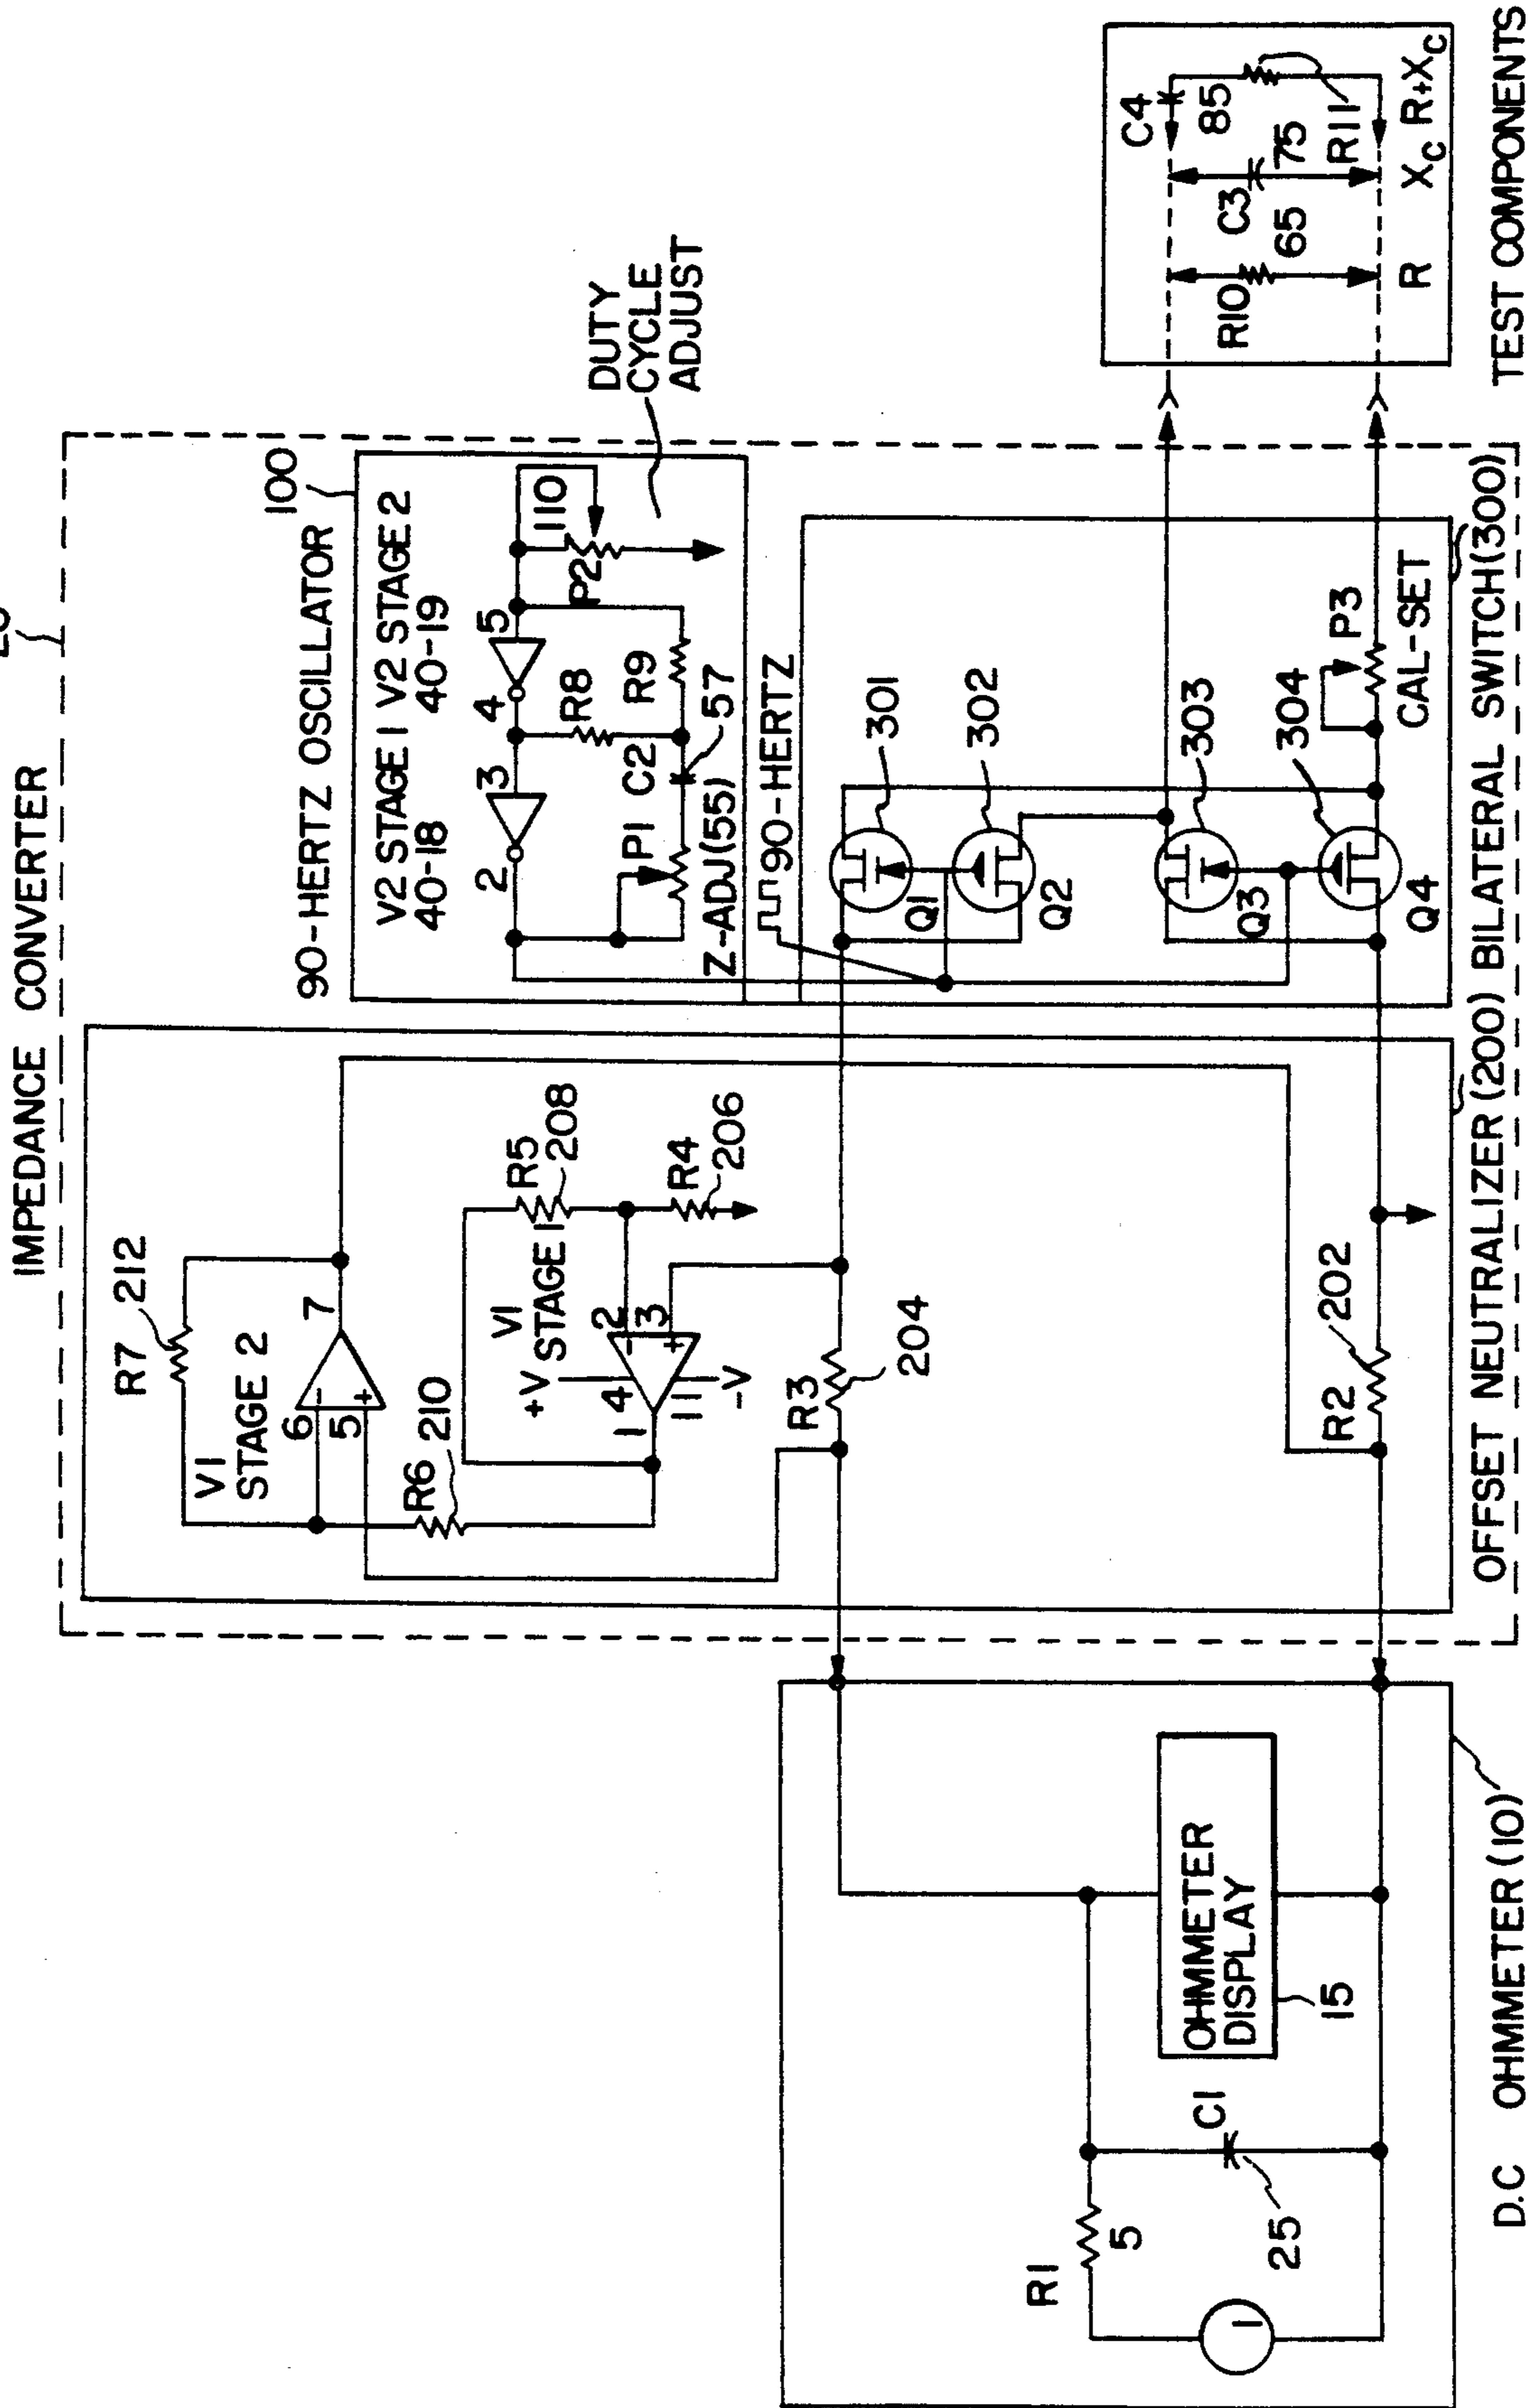 IMPEDANCE CONVERTER
100
90-HERTZ OSCILLATOR
V2 STAGE 1 V2 STAGE 2
40-18 40-19
2
3
4
5
110
P2
R8
R9
P1
C2
57
Z-ADJ(55)
DUTY
CYCLE
ADJUST
90-HERTZ
301
302
303
304
Q1
Q2
Q3
Q4
P3
CAL-SET
BILATERAL SWITCH(300)
R7
212
V1
STAGE 2
6
5
7
R6
210
R5
208
R4
206
V1
STAGE 1
+V
4
2
3
-
+
1
11
-V
-
+
R3
204
R2
202
OFFSET NEUTRALIZER (200)
C4
85
R10
65
C3
75
R11
R
XC
R+XC
TEST COMPONENTS
OHMMETER
DISPLAY
15
R1
5
C1
25
1
D.C OHMMETER (10)